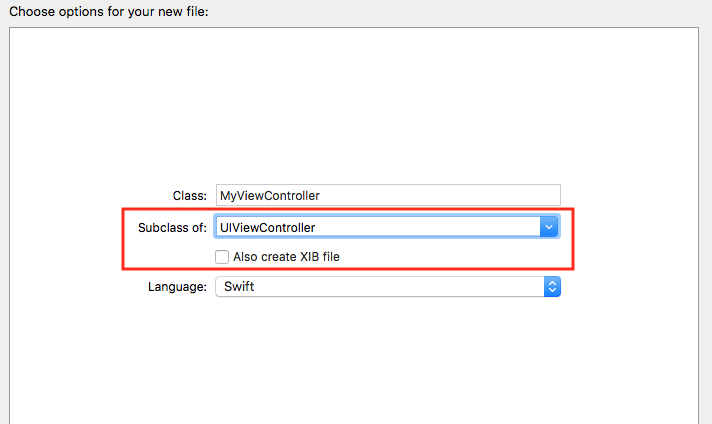 Choose options for your new file:
Class: MyViewController
Subclass of: UIViewController
Also create XIB file
Language: Swift